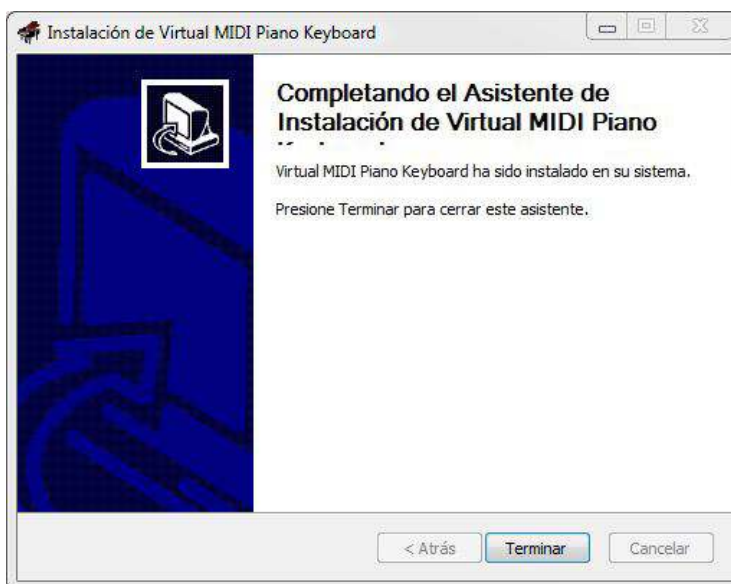 Instalación de Virtual MIDI Piano Keyboard
Completando el Asistente de
Instalación de Virtual MIDI Piano
Virtual MIDI Piano Keyboard ha sido instalado en su sistema.
Presione Terminar para cerrar este asistente.
< Atrás
Terminar
Cancelar